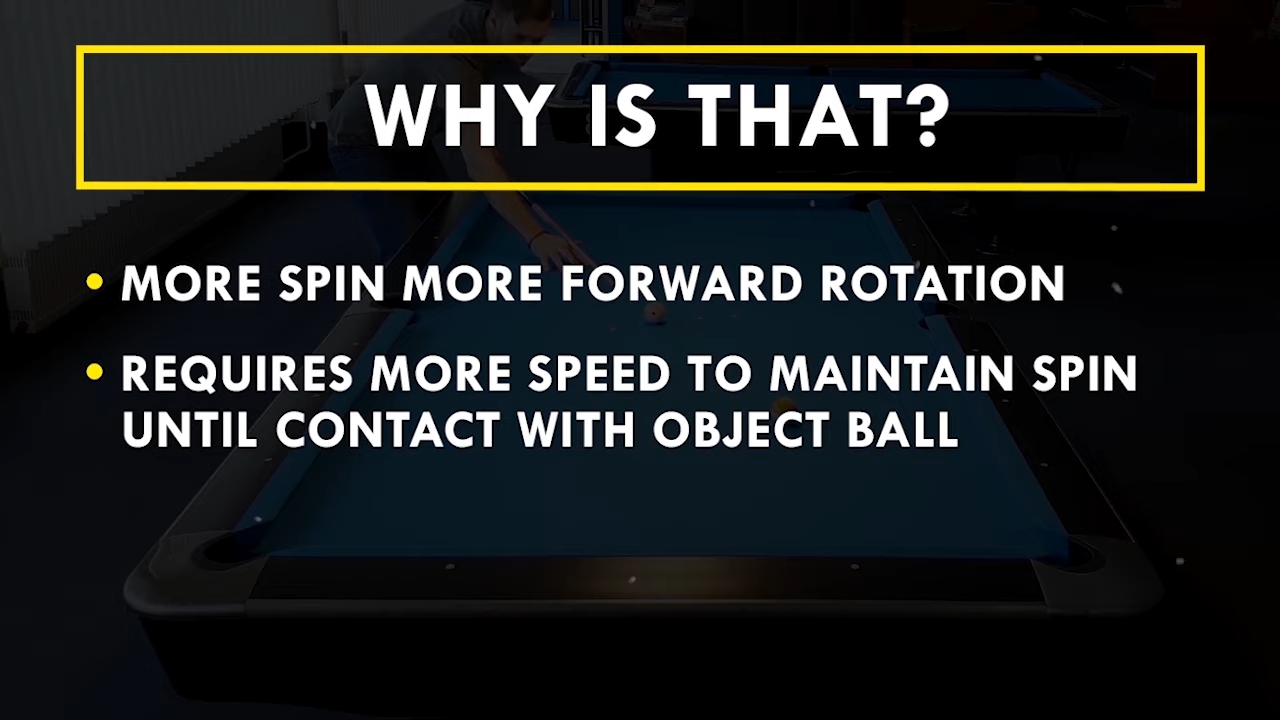 WHY IS THAT?
• MORE SPIN MORE FORWARD ROTATION
• REQUIRES MORE SPEED TO MAINTAIN SPIN
UNTIL CONTACT WITH OBJECT BALL